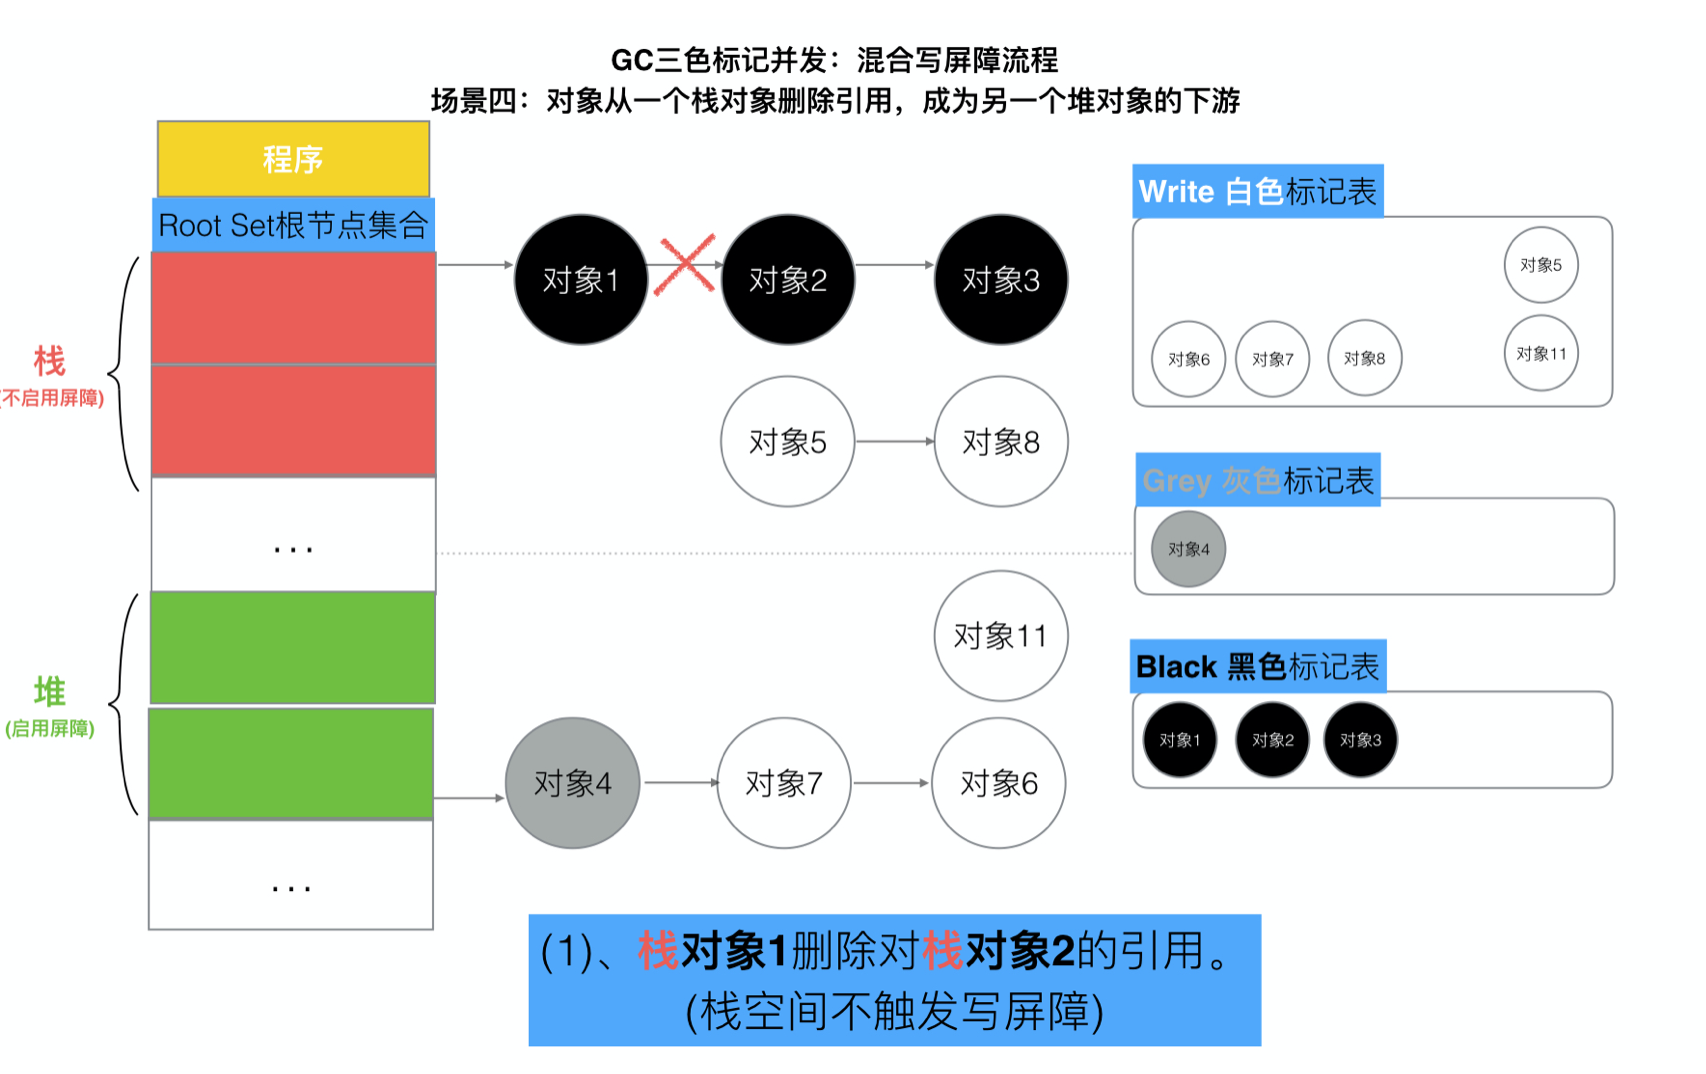 GC三色标记并发：混合写屏障流程
场景四：对象从一个栈对象删除引用，成为另一个堆对象的下游
程序
Root Set根节点集合
栈
(不启用屏障)
...
堆
(启用屏障)
...
对象1
对象2
对象3
对象5
对象8
对象11
对象4
对象7
对象6
Write 白色标记表
对象5
对象6
对象7
对象8
对象11
Grey 灰色标记表
对象4
Black 黑色标记表
对象1
对象2
对象3
(1)、栈对象1删除对栈对象2的引用。
(栈空间不触发写屏障)